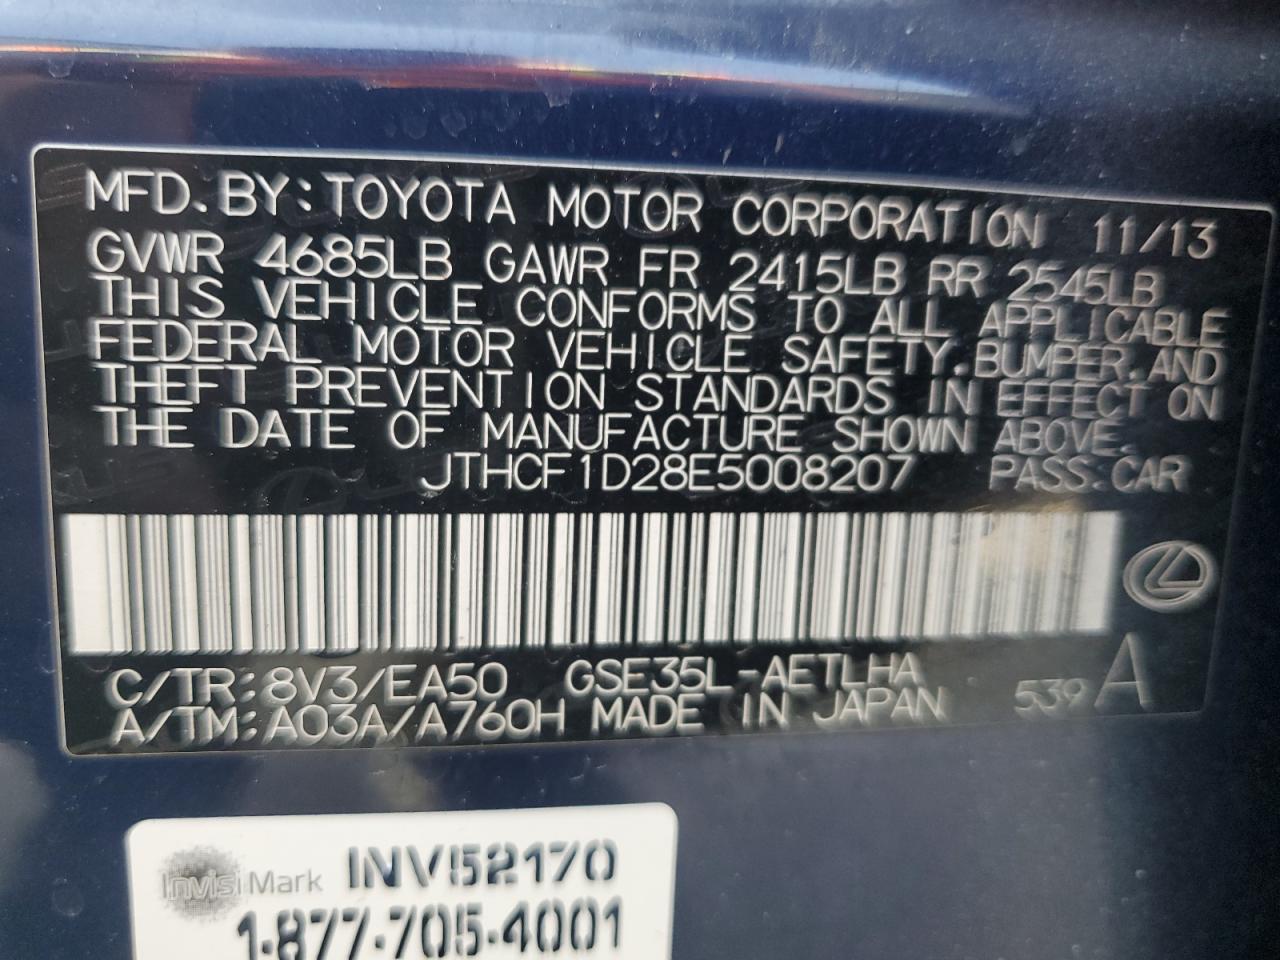 MFD. BY: TOYOTA MOTOR CORPORATION 11/13
GVWR 4685LB GAWR FR 2415LB RR 2545LB
THIS VEHICLE CONFORMS TO ALL APPLICABLE
FEDERAL MOTOR VEHICLE SAFETY, BUMPER, AND
THEFT PREVENTION STANDARDS IN EFFECT ON
THE DATE OF MANUFACTURE SHOWN ABOVE.
JTHCF1D28E5008207 PASS. CAR
C/TR: 8V3/EA50 GSE35L-AETLHA
A/TM: A03A/A760H MADE IN JAPAN 539 A
InvisiMark INV52170
1-877-705-4001